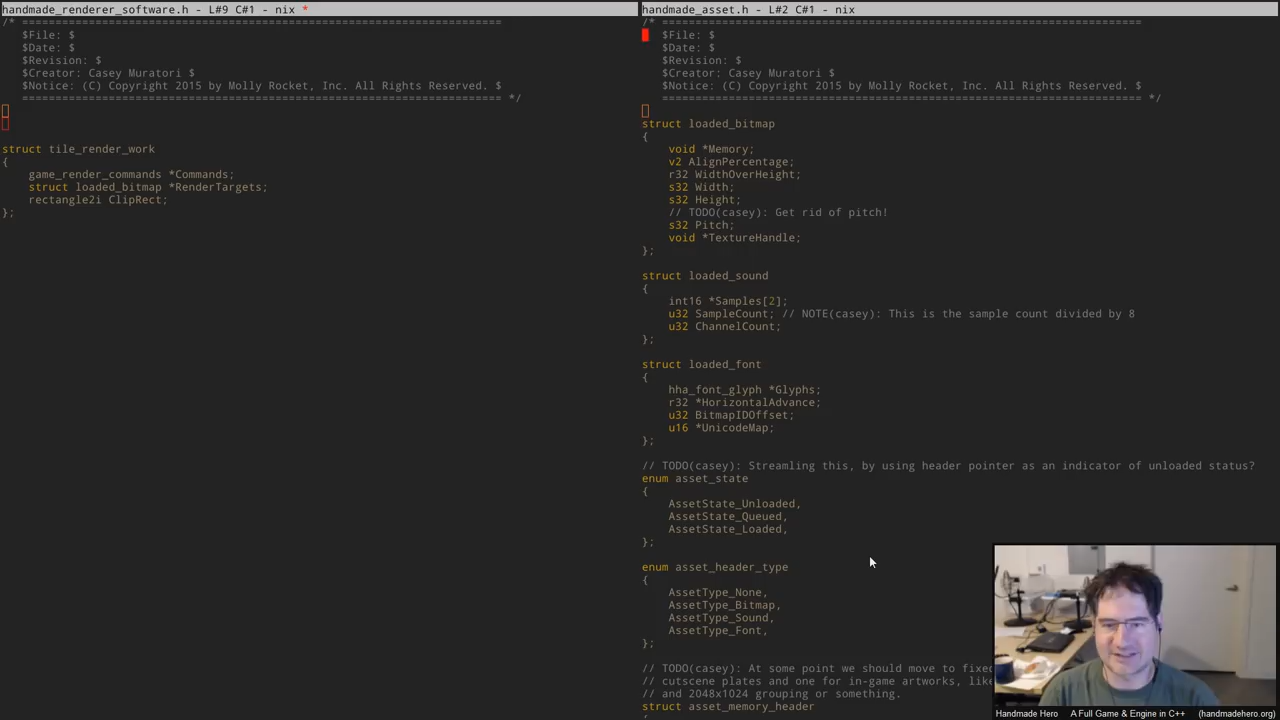 handmade_renderer_software.h - L#9 C#1 - nix *
/* ========================================================================
$File: $
$Date: $
$Revision: $
$Creator: Casey Muratori $
$Notice: (C) Copyright 2015 by Molly Rocket, Inc. All Rights Reserved. $
======================================================================== */
struct tile_render_work
{
game_render_commands *Commands;
struct loaded_bitmap *RenderTargets;
rectangle2i ClipRect;
};
handmade_asset.h - L#2 C#1 - nix
/* ========================================================================
$File: $
$Date: $
$Revision: $
$Creator: Casey Muratori $
$Notice: (C) Copyright 2015 by Molly Rocket, Inc. All Rights Reserved. $
======================================================================== */
struct loaded_bitmap
{
void *Memory;
v2 AlignPercentage;
r32 WidthOverHeight;
s32 Width;
s32 Height;
// TODO(casey): Get rid of pitch!
s32 Pitch;
void *TextureHandle;
};
struct loaded_sound
{
int16 *Samples[2];
u32 SampleCount; // NOTE(casey): This is the sample count divided by 8
u32 ChannelCount;
};
struct loaded_font
{
hha_font_glyph *Glyphs;
r32 *HorizontalAdvance;
u32 BitmapIDOffset;
u16 *UnicodeMap;
};
// TODO(casey): Streamling this, by using header pointer as an indicator of unloaded status?
enum asset_state
{
AssetState_Unloaded,
AssetState_Queued,
AssetState_Loaded,
};
enum asset_header_type
{
AssetType_None,
AssetType_Bitmap,
AssetType_Sound,
AssetType_Font,
};
// TODO(casey): At some point we should move to fixe
// cutscene plates and one for in-game artworks, lik
// and 2048x1024 grouping or something.
struct asset_memory_header
Handmade Hero A Full Game & Engine in C++ (handmadehero.org)